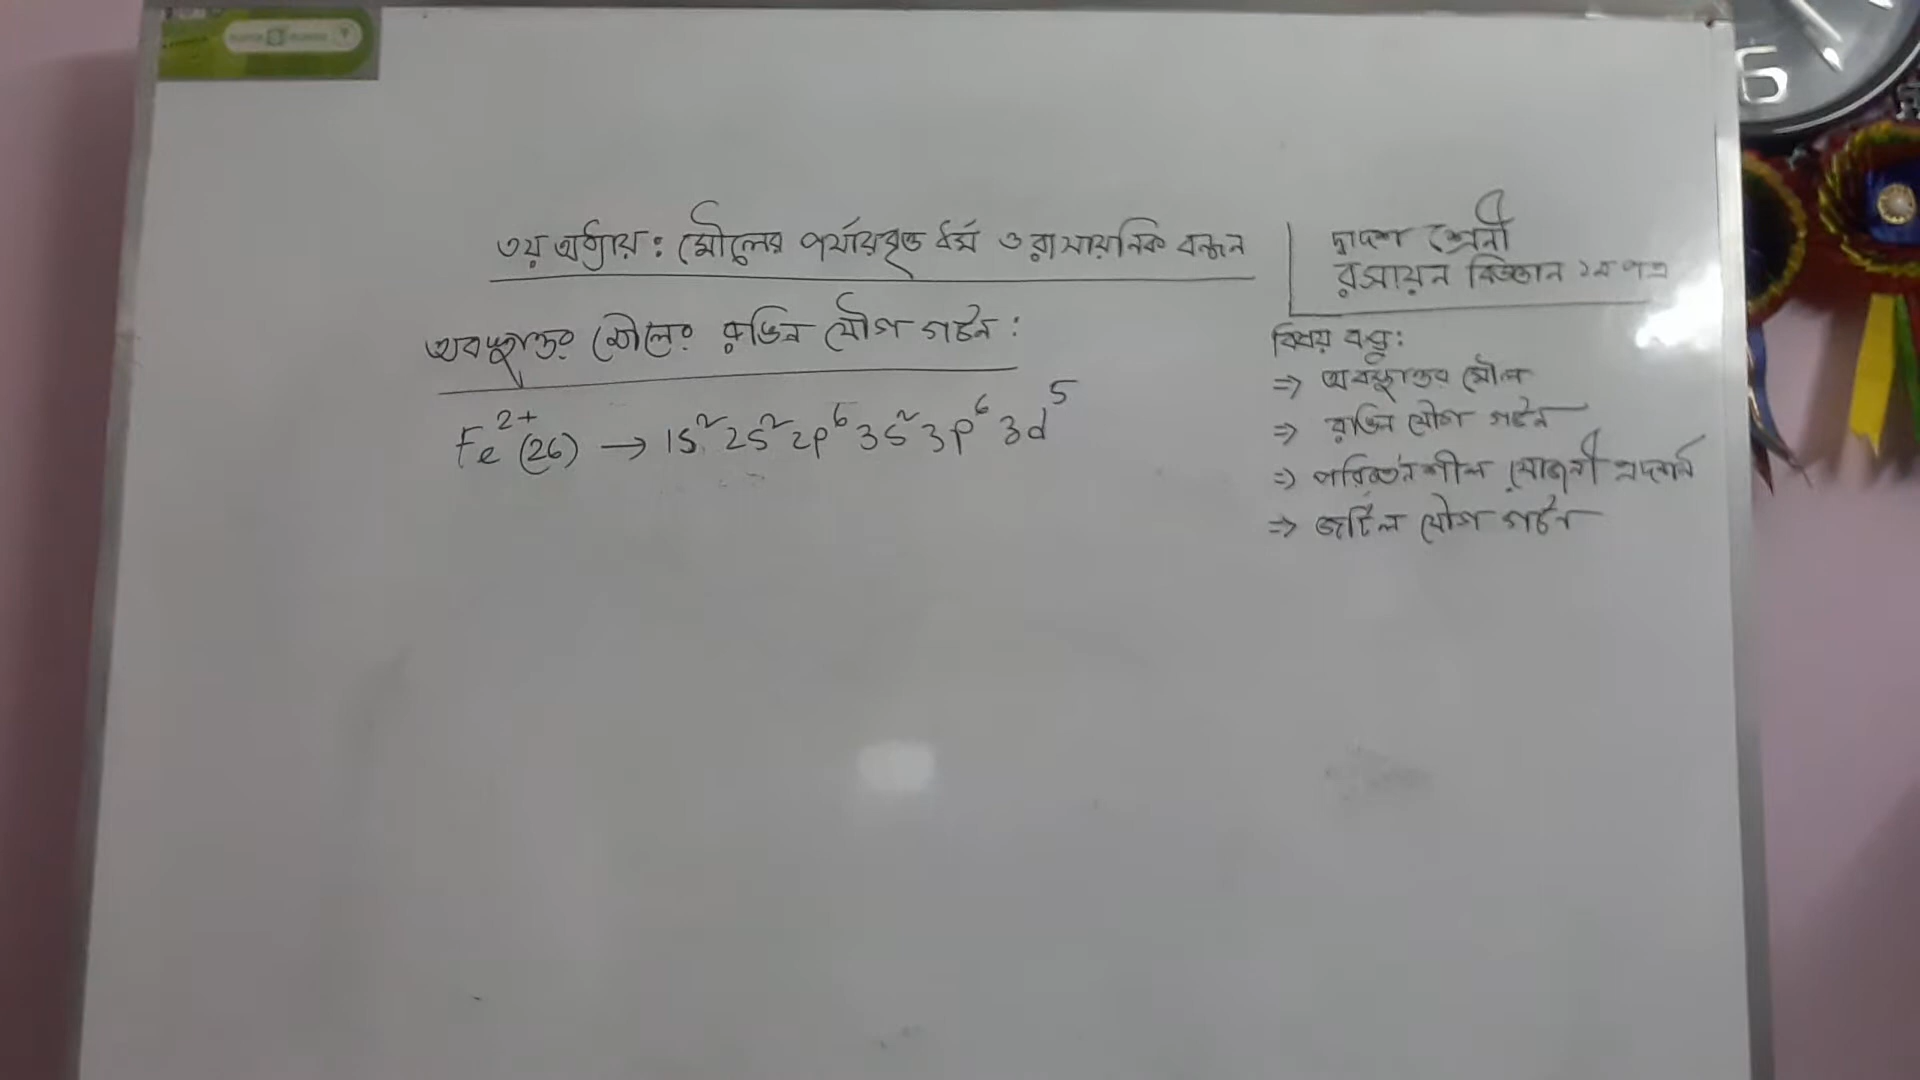 ৩য় অধ্যায়: মৌলের পর্যায়বৃত্ত ধর্ম ও রাসায়নিক বন্ধন
দ্বাদশ শ্রেনী
রসায়ন বিজ্ঞান ১ম পত্র
অবস্থান্তর মৌলের রঙিন যৌগ গঠন:
Fe²⁺(26) → 1s² 2s² 2p⁶ 3s² 3p⁶ 3d⁵
বিষয় বস্তু:
⇒ অবস্থান্তর মৌল
⇒ রঙিন যৌগ গঠন
⇒ পরিবর্তনশীল যোজনী প্রদর্শন
⇒ জটিল যৌগ গঠন
6